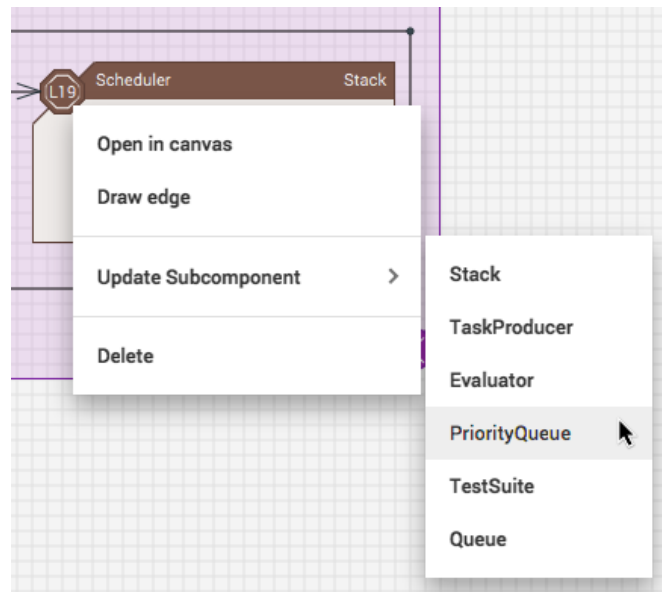 L19
Scheduler Stack
Open in canvas
Draw edge
Update Subcomponent
Delete
Stack
TaskProducer
Evaluator
PriorityQueue
TestSuite
Queue